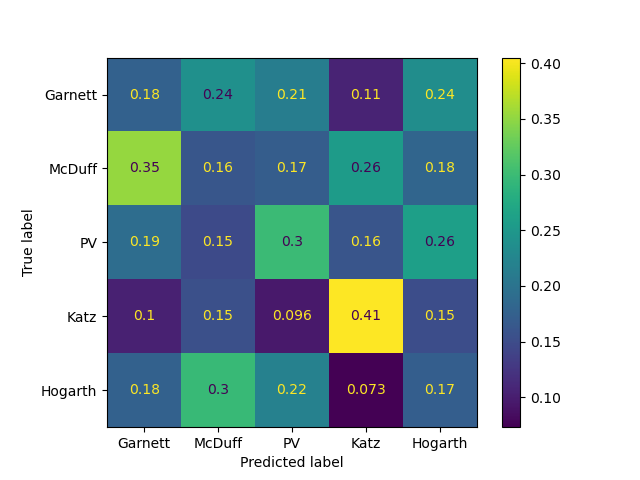 Garnett 0.18 0.24 0.21 0.11 0.24
McDuff 0.35 0.16 0.17 0.26 0.18
PV 0.19 0.15 0.3 0.16 0.26
Katz 0.1 0.15 0.096 0.41 0.15
Hogarth 0.18 0.3 0.22 0.073 0.17
Garnett McDuff PV Katz Hogarth
Predicted label
True label
0.40
0.35
0.30
0.25
0.20
0.15
0.10